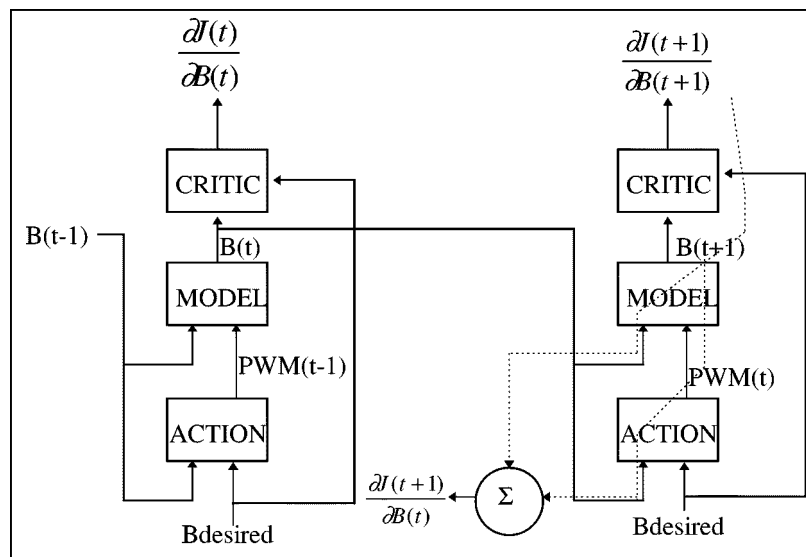 ∂J(t)
∂B(t)
∂J(t+1)
∂B(t+1)
CRITIC
CRITIC
B(t-1)
B(t)
B(t+1)
MODEL
MODEL
PWM(t-1)
PWM(t)
ACTION
ACTION
∂J(t+1)
∂B(t)
Σ
Bdesired
Bdesired